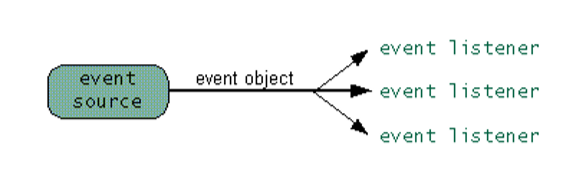 event
source
event object
event listener
event listener
event listener